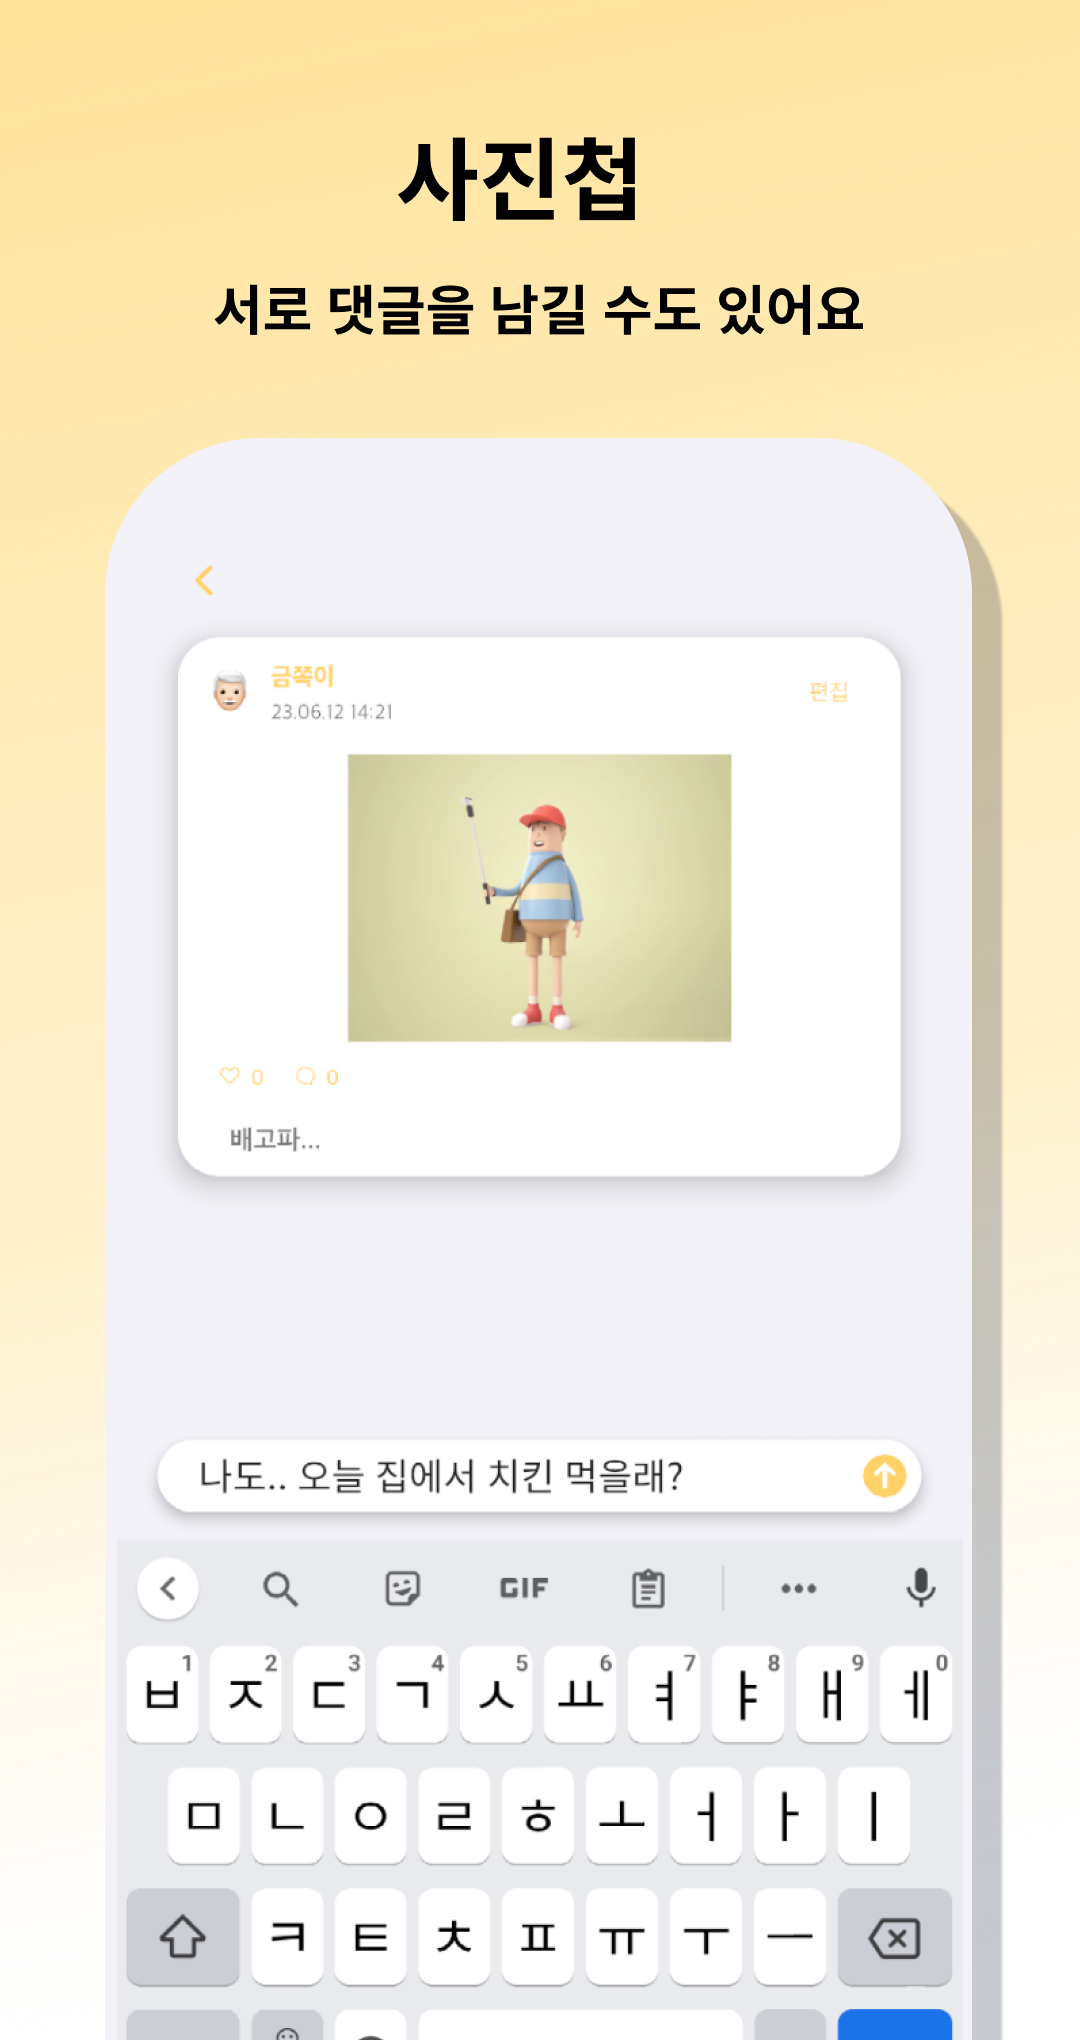 사진첩
서로 댓글을 남길 수도 있어요
금쪽이
23.06.12 14:21
편집
0 0
배고파...
나도.. 오늘 집에서 치킨 먹을래?
GIF
1 2 3 4 5 6 7 8 9 0
ㅂ ㅈ ㄷ ㄱ ㅅ ㅛ ㅕ ㅑ ㅐ ㅔ
ㅁ ㄴ ㅇ ㄹ ㅎ ㅗ ㅓ ㅏ ㅣ
ㅋ ㅌ ㅊ ㅍ ㅠ ㅜ ㅡ